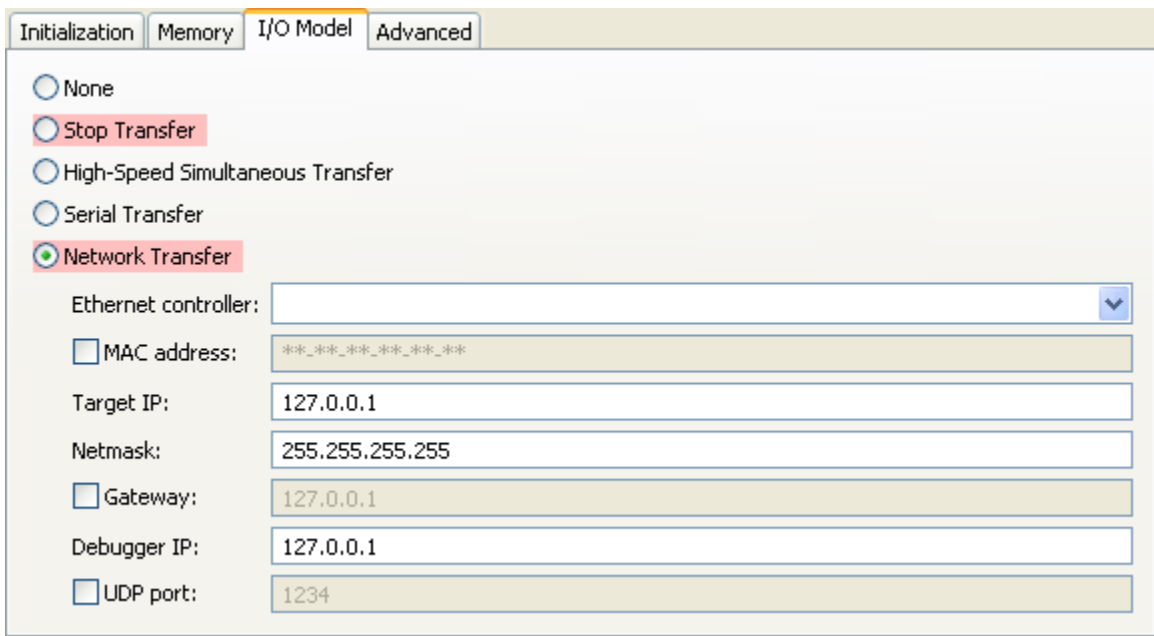 Initialization Memory I/O Model Advanced
None
Stop Transfer
High-Speed Simultaneous Transfer
Serial Transfer
Network Transfer
Ethernet controller:
MAC address: **-**-**-**-**-**
Target IP: 127.0.0.1
Netmask: 255.255.255.255
Gateway: 127.0.0.1
Debugger IP: 127.0.0.1
UDP port: 1234